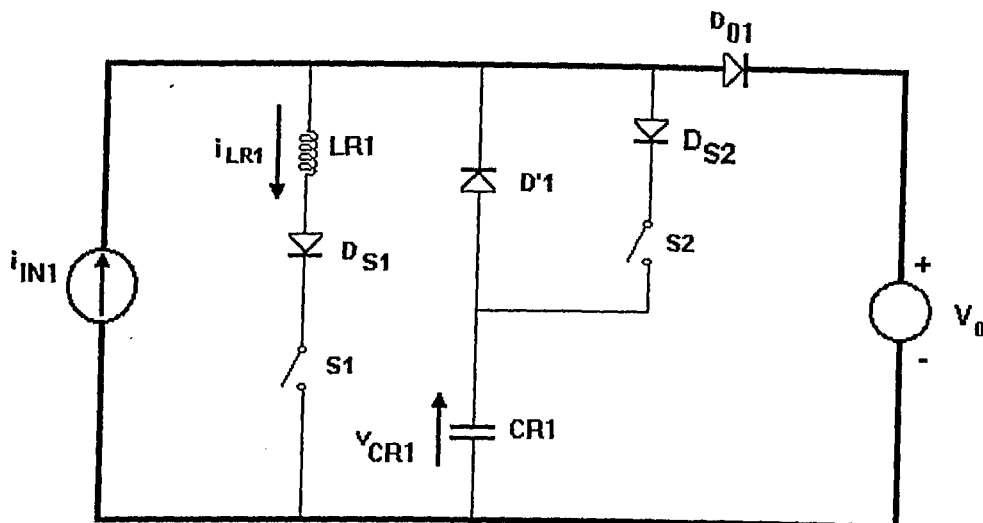 D01
iLR1
LR1
D'1
DS2
DS1
S2
iIN1
+
V0
S1
-
vCR1
CR1